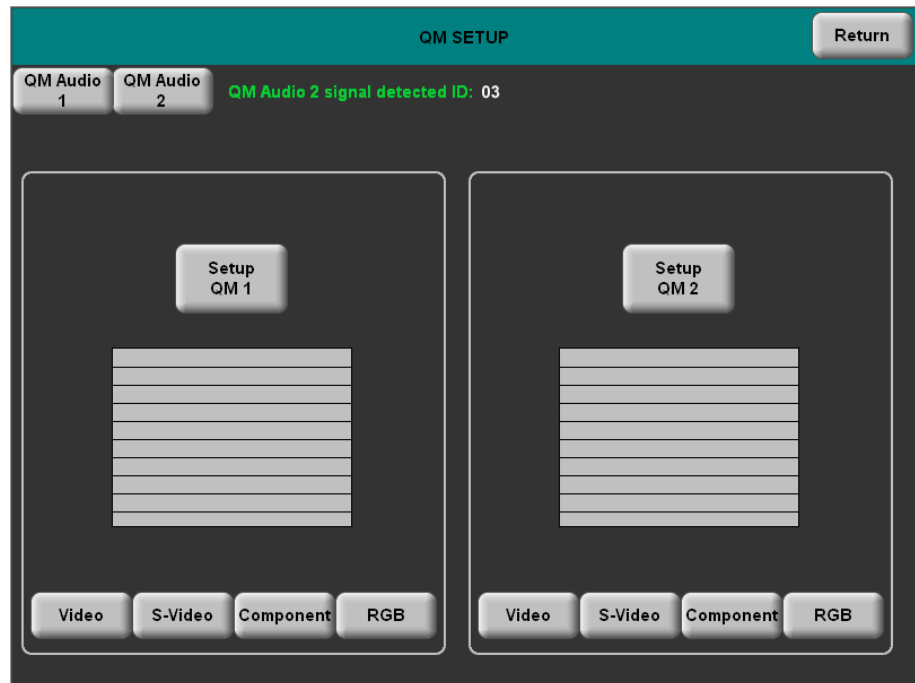 QM SETUP
Return
QM Audio
1
QM Audio
2
QM Audio 2 signal detected ID: 03
Setup
QM 1
Setup
QM 2
Video
S-Video
Component
RGB
Video
S-Video
Component
RGB